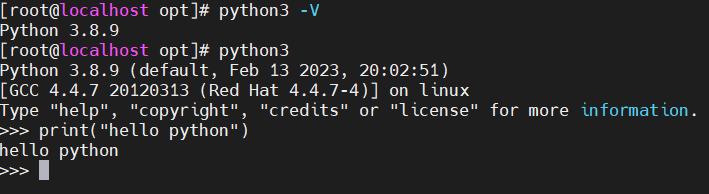 [root@localhost opt]# python3 -V
Python 3.8.9
[root@localhost opt]# python3
Python 3.8.9 (default, Feb 13 2023, 20:02:51)
[GCC 4.4.7 20120313 (Red Hat 4.4.7-4)] on linux
Type "help", "copyright", "credits" or "license" for more information.
>>> print("hello python")
hello python
>>>